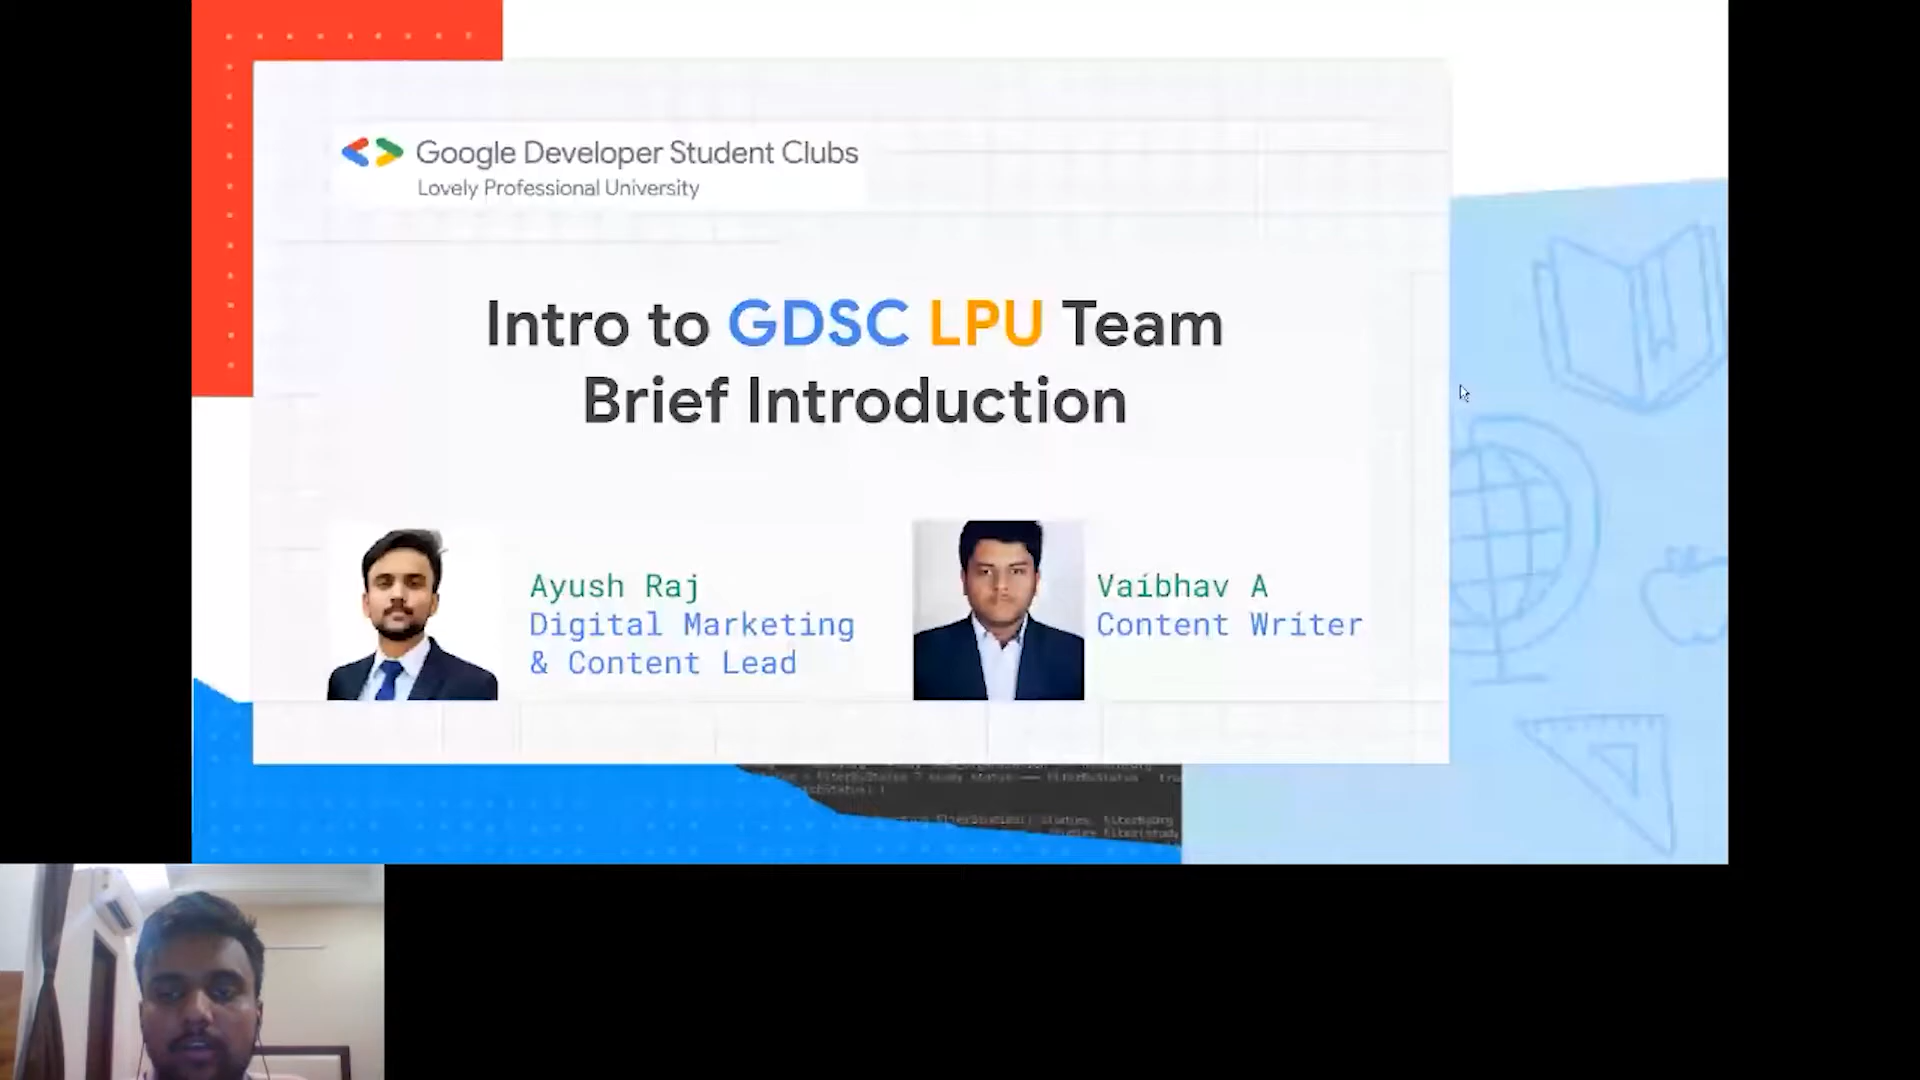 Google Developer Student Clubs
Lovely Professional University
Intro to GDSC LPU Team
Brief Introduction
Ayush Raj
Digital Marketing
& Content Lead
Vaibhav A
Content Writer